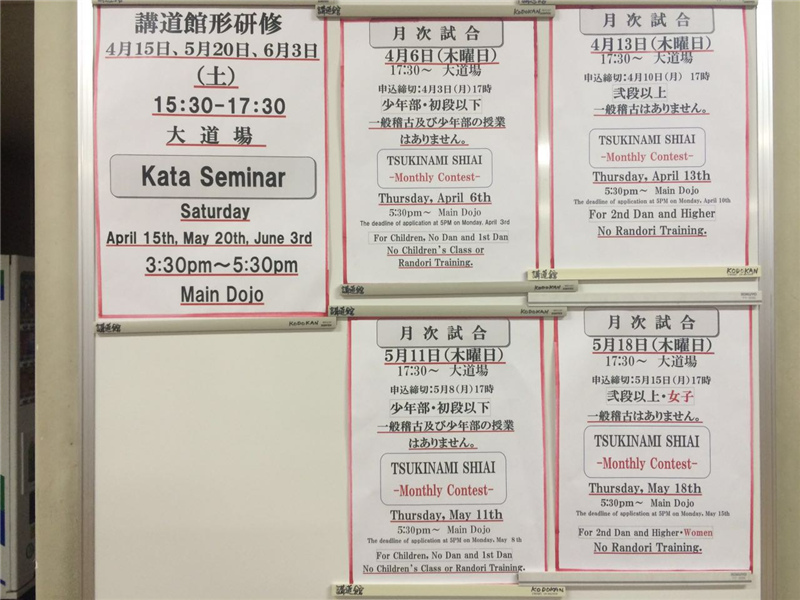 講道館形研修
4月15日、5月20日、6月3日
（土）
15:30-17:30
大道場
Kata Seminar
Saturday
April 15th, May 20th, June 3rd
3:30pm～5:30pm
Main Dojo
講道館
KODOKAN
講道館
KODOKAN
月次試合
4月6日（木曜日）
17:30～ 大道場
申込締切:4月3日(月)17時
少年部・初段以下
一般稽古及び少年部の授業
はありません。
TSUKINAMI SHIAI
-Monthly Contest-
Thursday, April 6th
5:30pm～ Main Dojo
The deadline of application at 5PM on Monday, April 3rd
For Children, No Dan and 1st Dan
No Children's Class or
Randori Training.
講道館
KODOKAN
月次試合
4月13日（木曜日）
17:30～ 大道場
申込締切:4月10日(月) 17時
弐段以上
一般稽古はありません。
TSUKINAMI SHIAI
-Monthly Contest-
Thursday, April 13th
5:30pm～ Main Dojo
The deadline of application at 5PM on Monday, April 10th
For 2nd Dan and Higher
No Randori Training.
講道館
KODOKAN
講道館
KODOKAN
月次試合
5月11日（木曜日）
17:30～ 大道場
申込締切:5月8(月)17時
少年部・初段以下
一般稽古及び少年部の授業
はありません。
TSUKINAMI SHIAI
-Monthly Contest-
Thursday, May 11th
5:30pm～ Main Dojo
The deadline of application at 5PM on Monday, May 8th
For Children, No Dan and 1st Dan
No Children's Class or Randori Training.
講道館
KODOKAN
月次試合
5月18日（木曜日）
17:30～ 大道場
申込締切:5月15日(月)17時
弐段以上・女子
一般稽古はありません。
TSUKINAMI SHIAI
-Monthly Contest-
Thursday, May 18th
5:30pm～ Main Dojo
The deadline of application at 5PM on Monday, May 15th
For 2nd Dan and Higher・Women
No Randori Training.